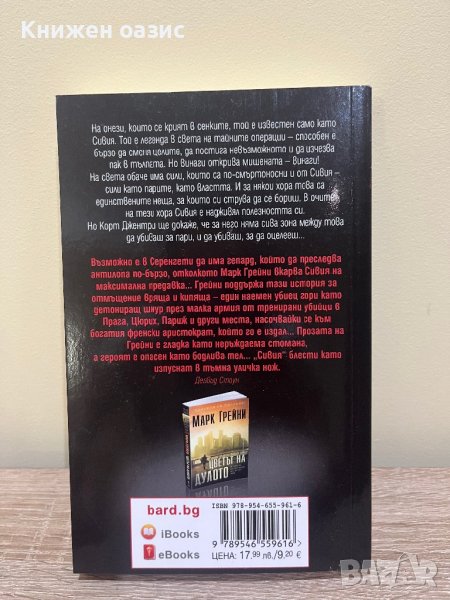 Книжен оазис
На онези, които се крият в сенките, той е известен само като
Сивия. Той е легенда в света на тайните операции – способен е
бързо да сменя целите, да постига невъзможното и да изчезва
пак в тълпата. Но винаги открива мишената – винаги!
На света обаче има сили, които са по-смъртоносни и от Сивия –
сили като парите, като властта. И за някои хора това са
единствените неща, за които си струва да се бориш. В очите
на тези хора Сивия е надживял полезността си.
Но Корт Джентри ще докаже, че за него няма сива зона между това
да убиваш за пари, и да убиваш, за да оцелееш...
Възможно е в Серенгети да има гепард, който да преследва
антилопа по-бързо, отколкото Марк Грейни вкарва Сивия на
максимална предавка... Грейни поддържа тази история за
отмъщение вряща и кипяща – един наемен убиец гори като
детониращ шнур през малка армия от тренирани убийци в
Прага, Цюрих, Париж и други места, насочвайки се към
богатия френски аристократ, който го е издал... Прозата на
Грейни е гладка като неръждаема стомана,
а героят е опасен като бодлива тел... „Сивия“ блести като
изпуснат в тъмна уличка нож.
Дейвид Стоун
МАРК ГРЕЙНИ
ЦВЕТЪТ НА
ДУЛОТО
bard.bg
iBooks
eBooks
ISBN 978-954-655-961-6
9 789546 559616
ЦЕНА: 17.99 лв./9,20 €
BAZAR